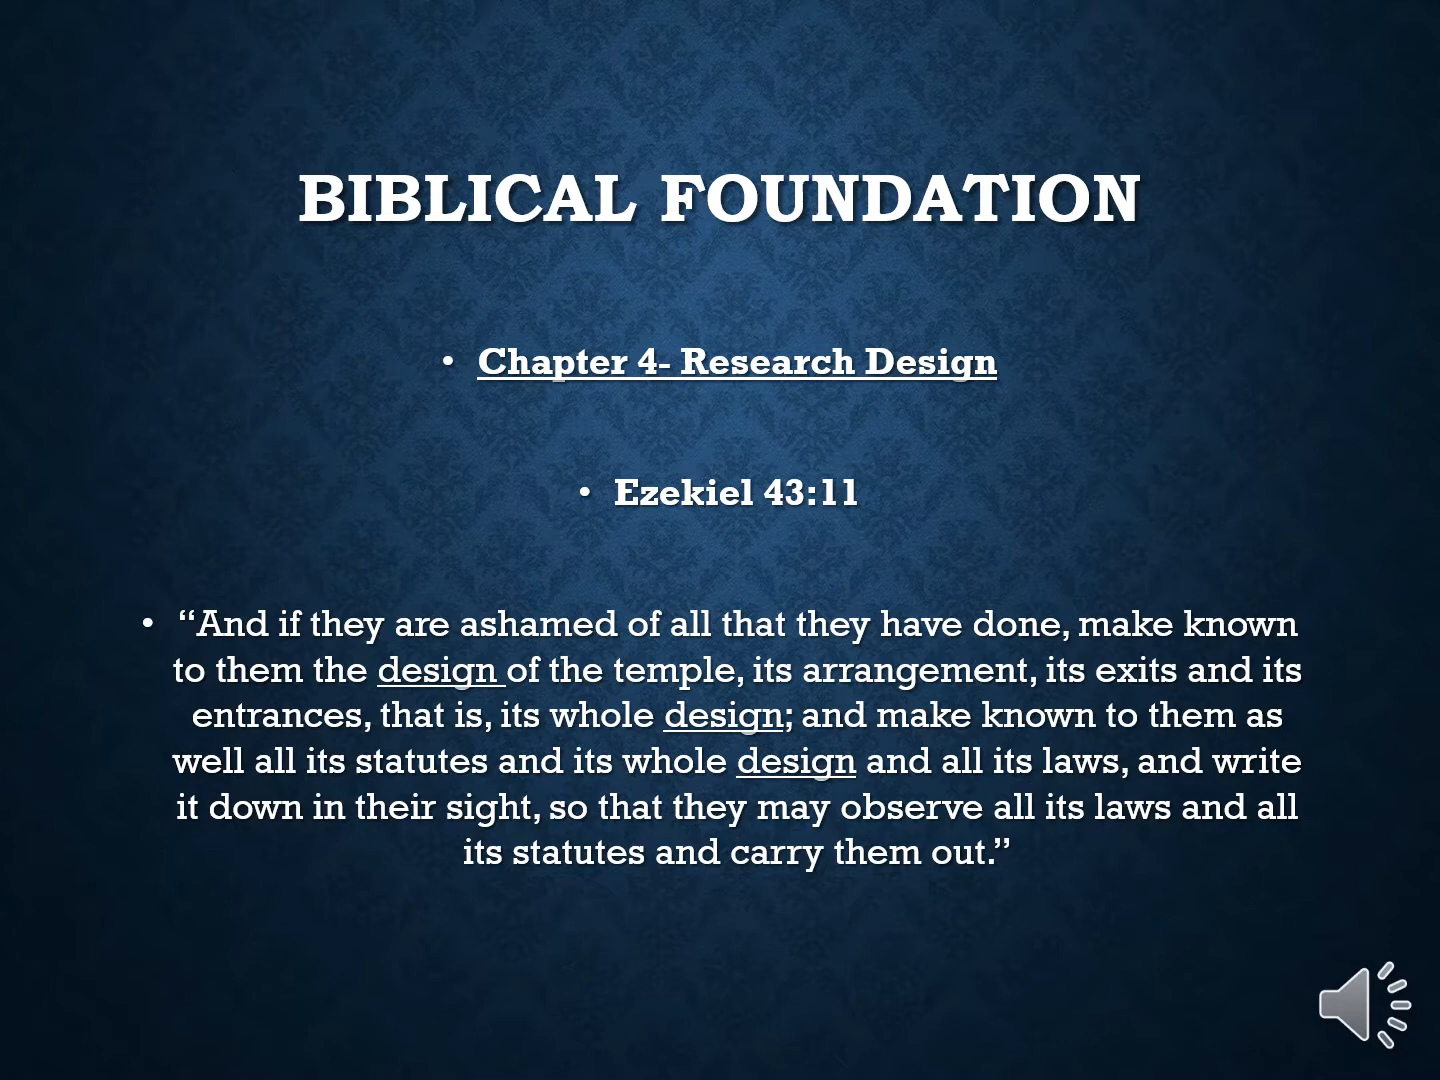 BIBLICAL FOUNDATION
• Chapter 4- Research Design
• Ezekiel 43:11
• “And if they are ashamed of all that they have done, make known
to them the design of the temple, its arrangement, its exits and its
entrances, that is, its whole design; and make known to them as
well all its statutes and its whole design and all its laws, and write
it down in their sight, so that they may observe all its laws and all
its statutes and carry them out.”